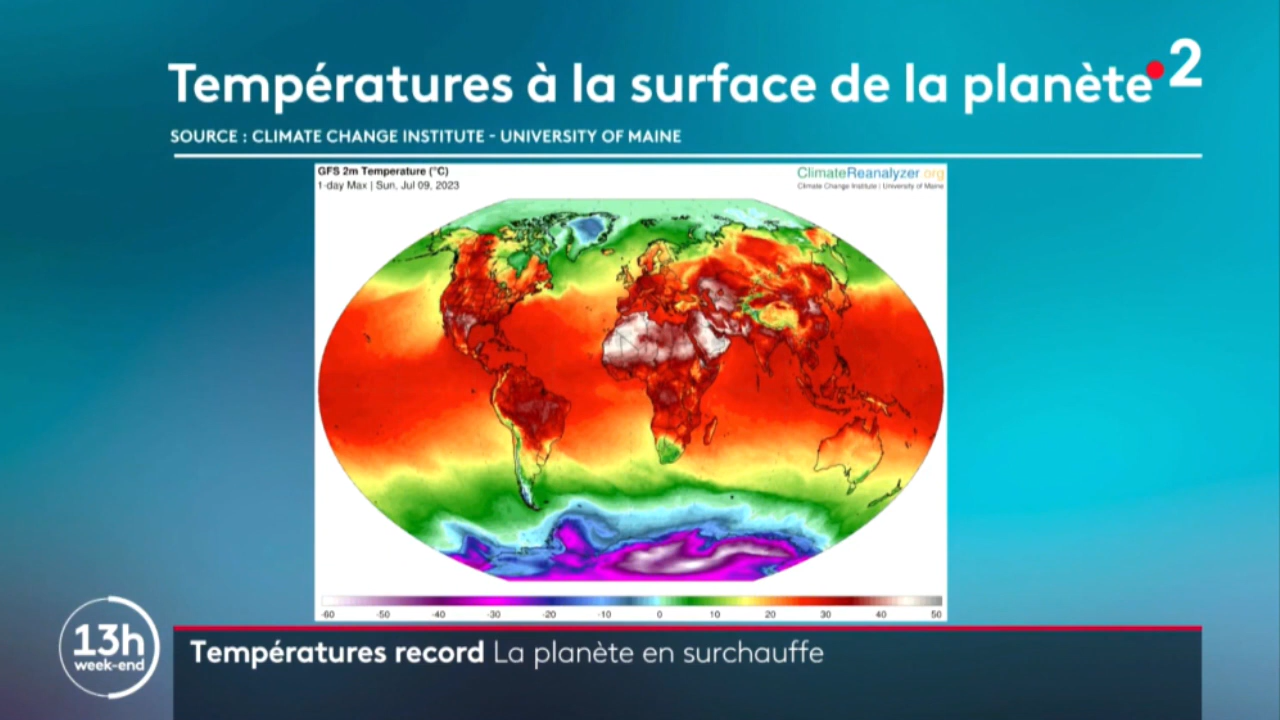 Températures à la surface de la planète
2
SOURCE : CLIMATE CHANGE INSTITUTE - UNIVERSITY OF MAINE
GFS 2m Temperature (°C)
1-day Max | Sun, Jul 09, 2023
ClimateReanalyzer.org
Climate Change Institute | University of Maine
-60 -50 -40 -30 -20 -10 0 10 20 30 40 50
13h
week-end
Températures record La planète en surchauffe